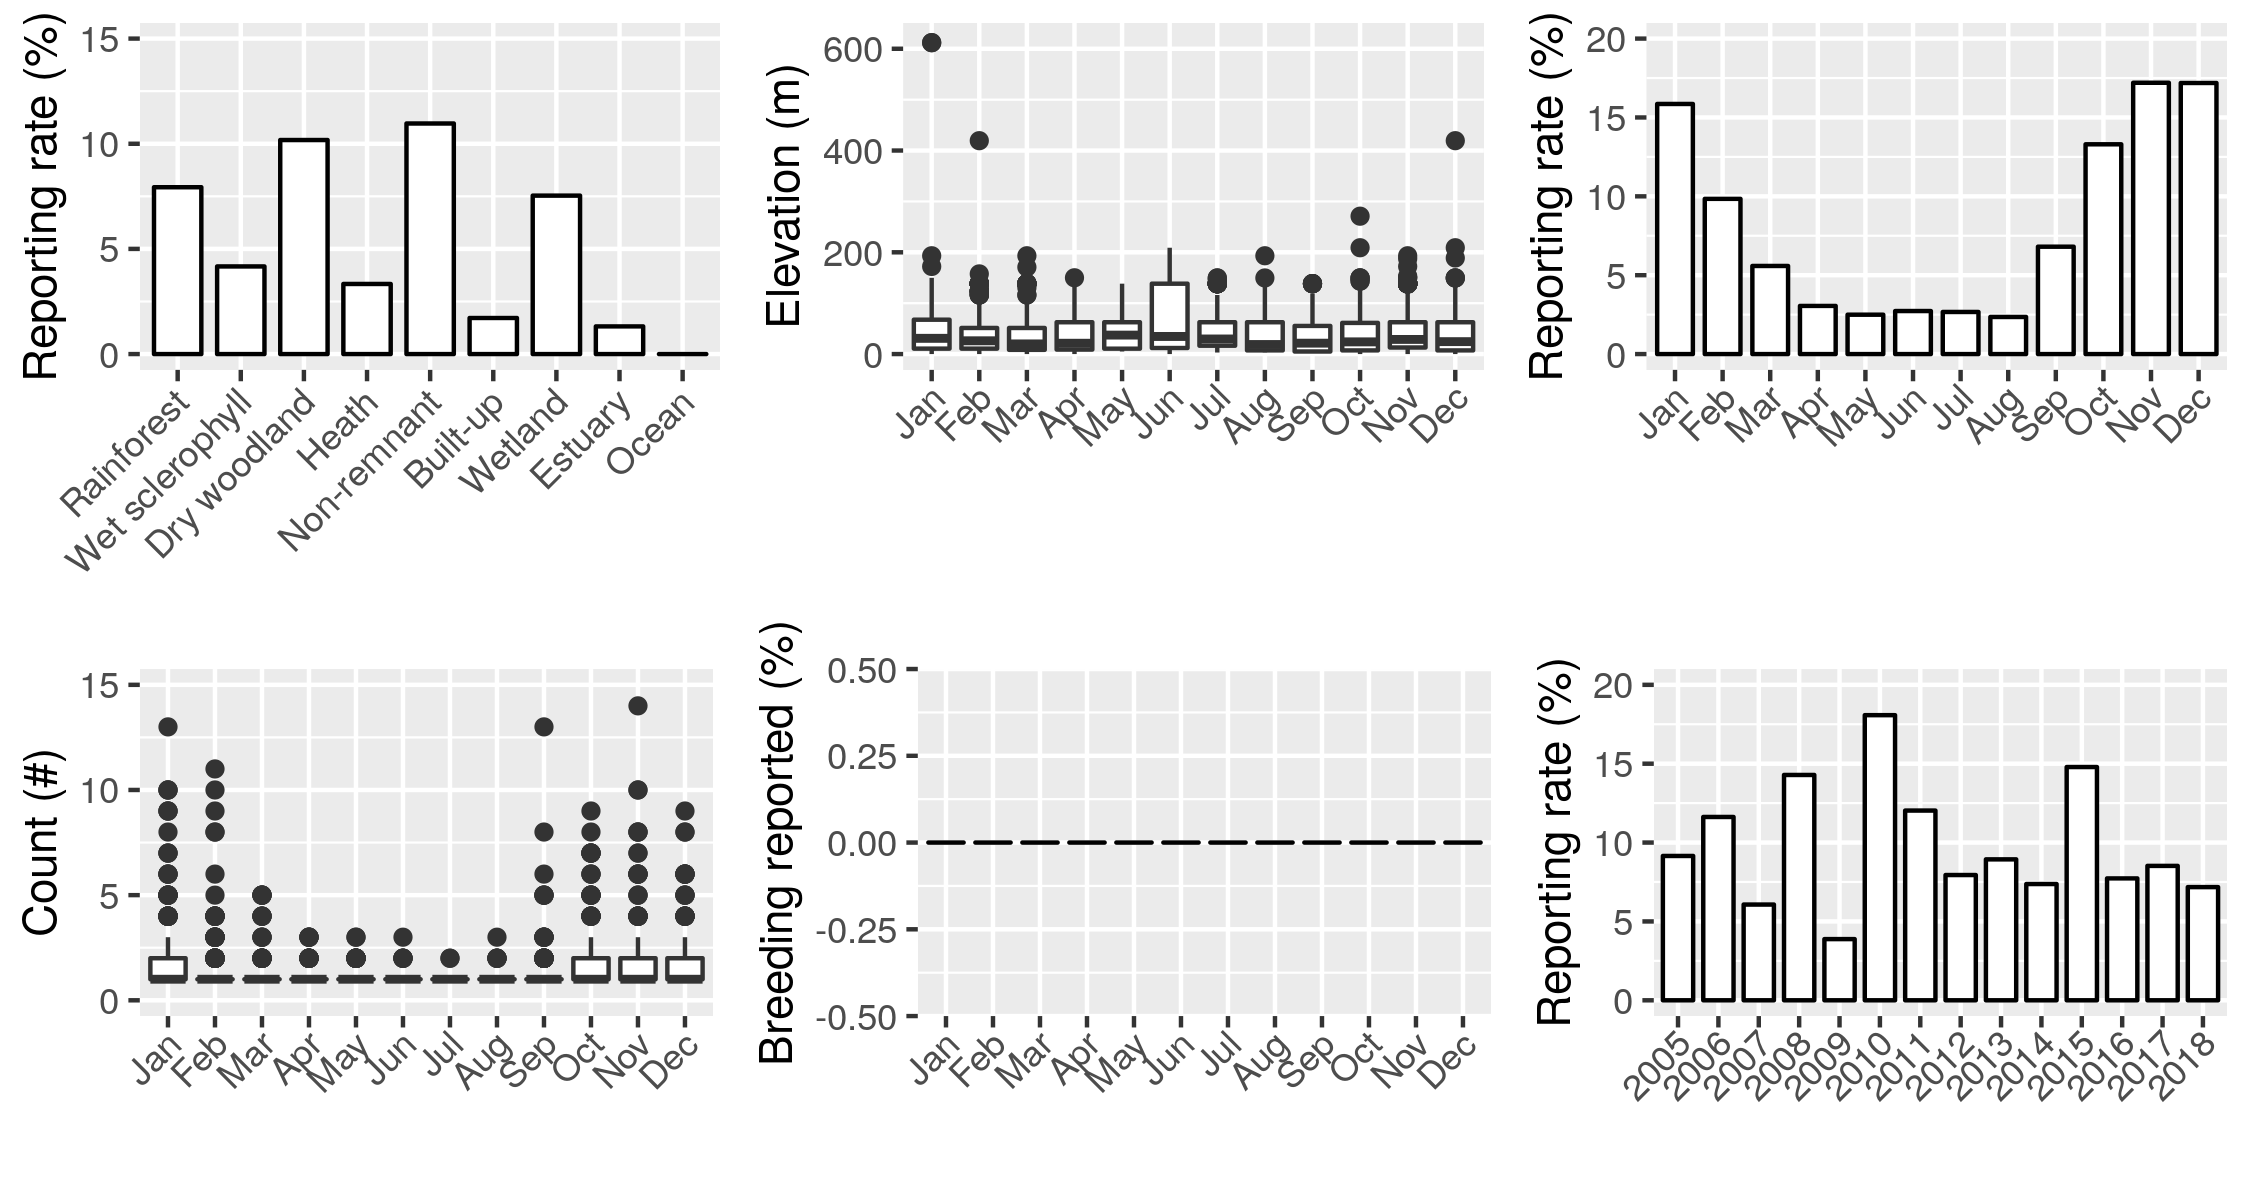 Reporting rate (%)
15
10
5
0
Rainforest
Wet sclerophyll
Dry woodland
Heath
Non-remnant
Built-up
Wetland
Estuary
Ocean
Elevation (m)
600
400
200
0
Jan
Feb
Mar
Apr
May
Jun
Jul
Aug
Sep
Oct
Nov
Dec
Reporting rate (%)
20
15
10
5
0
Jan
Feb
Mar
Apr
May
Jun
Jul
Aug
Sep
Oct
Nov
Dec
Count (#)
15
10
5
0
Jan
Feb
Mar
Apr
May
Jun
Jul
Aug
Sep
Oct
Nov
Dec
Breeding reported (%)
0.50
0.25
0.00
-0.25
-0.50
Jan
Feb
Mar
Apr
May
Jun
Jul
Aug
Sep
Oct
Nov
Dec
Reporting rate (%)
20
15
10
5
0
2005
2006
2007
2008
2009
2010
2011
2012
2013
2014
2015
2016
2017
2018